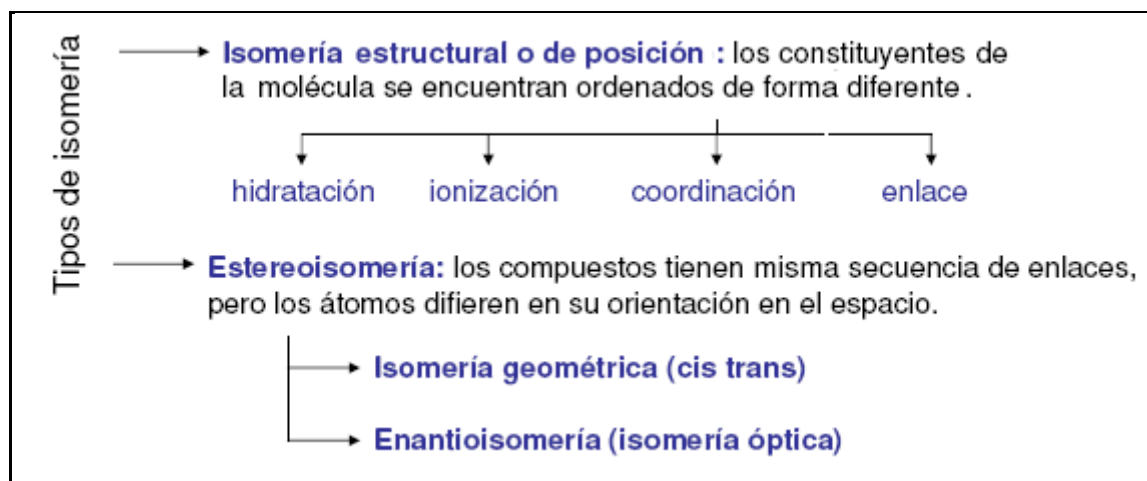 Tipos de isomería
Isomería estructural o de posición : los constituyentes de
la molécula se encuentran ordenados de forma diferente .
hidratación ionización coordinación enlace
Estereoisomería: los compuestos tienen misma secuencia de enlaces,
pero los átomos difieren en su orientación en el espacio.
Isomería geométrica (cis trans)
Enantioisomería (isomería óptica)